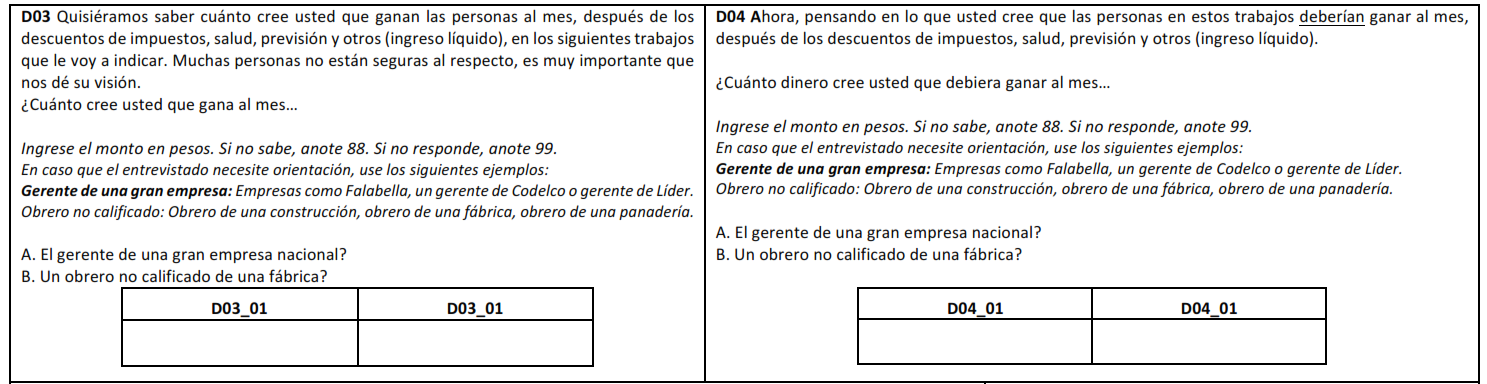 D03 Quisiéramos saber cuánto cree usted que ganan las personas al mes, después de los
descuentos de impuestos, salud, previsión y otros (ingreso líquido), en los siguientes trabajos
que le voy a indicar. Muchas personas no están seguras al respecto, es muy importante que
nos dé su visión.
¿Cuánto cree usted que gana al mes...
Ingrese el monto en pesos. Si no sabe, anote 88. Si no responde, anote 99.
En caso que el entrevistado necesite orientación, use los siguientes ejemplos:
Gerente de una gran empresa: Empresas como Falabella, un gerente de Codelco o gerente de Líder.
Obrero no calificado: Obrero de una construcción, obrero de una fábrica, obrero de una panadería.
A. El gerente de una gran empresa nacional?
B. Un obrero no calificado de una fábrica?
D03_01 D03_01
D04 Ahora, pensando en lo que usted cree que las personas en estos trabajos deberían ganar al mes,
después de los descuentos de impuestos, salud, previsión y otros (ingreso líquido).
¿Cuánto dinero cree usted que debiera ganar al mes...
Ingrese el monto en pesos. Si no sabe, anote 88. Si no responde, anote 99.
En caso que el entrevistado necesite orientación, use los siguientes ejemplos:
Gerente de una gran empresa: Empresas como Falabella, un gerente de Codelco o gerente de Líder.
Obrero no calificado: Obrero de una construcción, obrero de una fábrica, obrero de una panadería.
A. El gerente de una gran empresa nacional?
B. Un obrero no calificado de una fábrica?
D04_01 D04_01